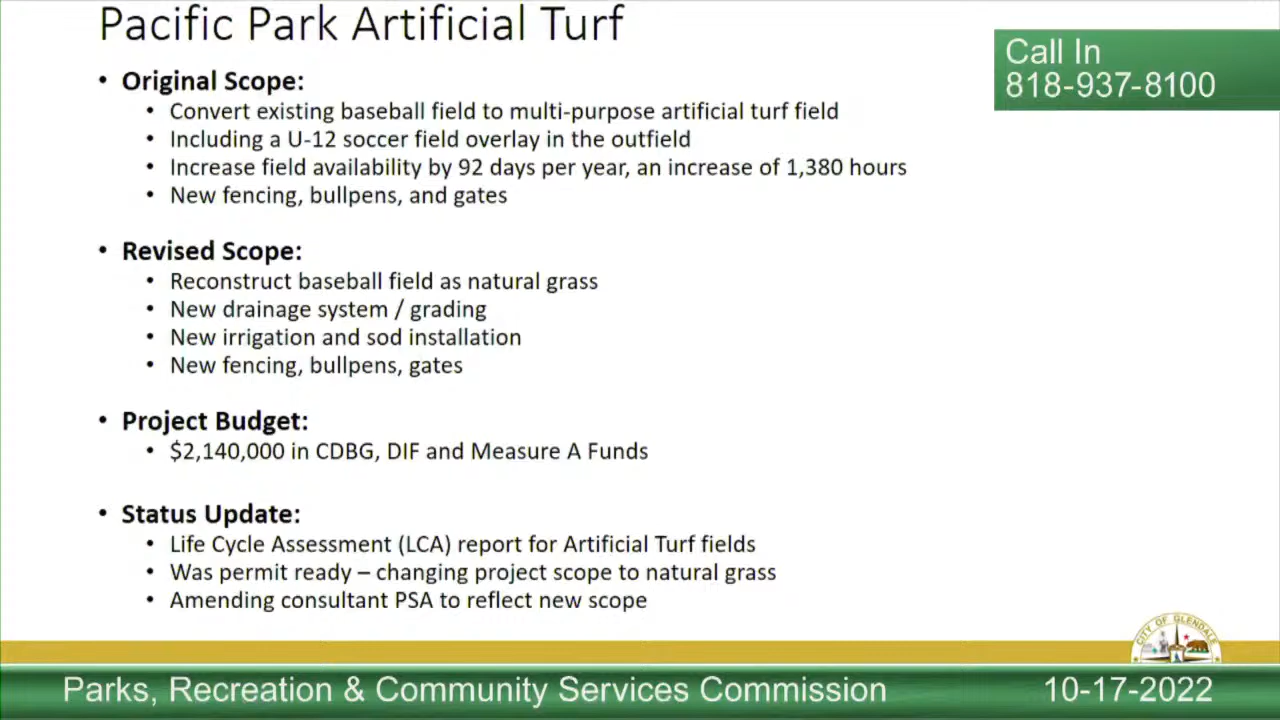 Pacific Park Artificial Turf
Call In
818-937-8100
• Original Scope:
• Convert existing baseball field to multi-purpose artificial turf field
• Including a U-12 soccer field overlay in the outfield
• Increase field availability by 92 days per year, an increase of 1,380 hours
• New fencing, bullpens, and gates
• Revised Scope:
• Reconstruct baseball field as natural grass
• New drainage system / grading
• New irrigation and sod installation
• New fencing, bullpens, gates
• Project Budget:
• $2,140,000 in CDBG, DIF and Measure A Funds
• Status Update:
• Life Cycle Assessment (LCA) report for Artificial Turf fields
• Was permit ready – changing project scope to natural grass
• Amending consultant PSA to reflect new scope
CITY OF GLENDALE
Parks, Recreation & Community Services Commission
10-17-2022